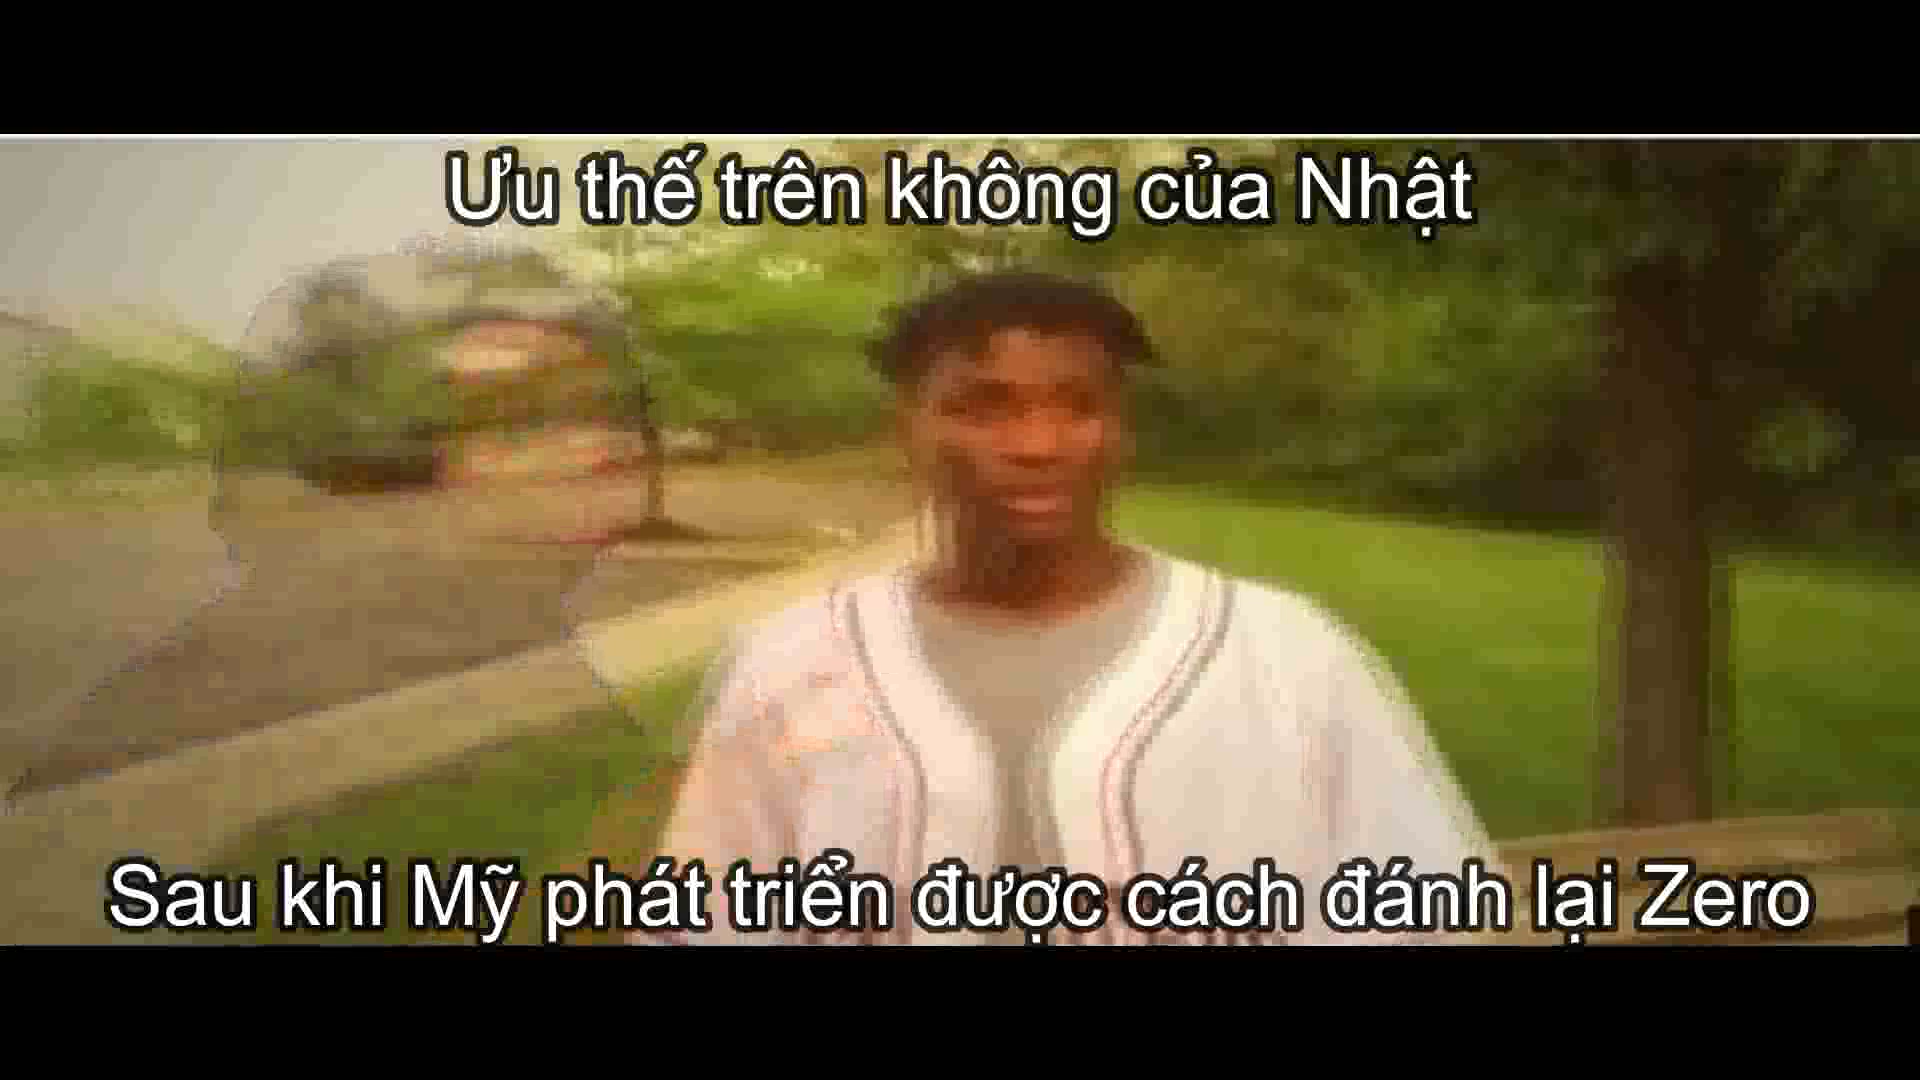 Ưu thế trên không của Nhật
Sau khi Mỹ phát triển được cách đánh lại Zero